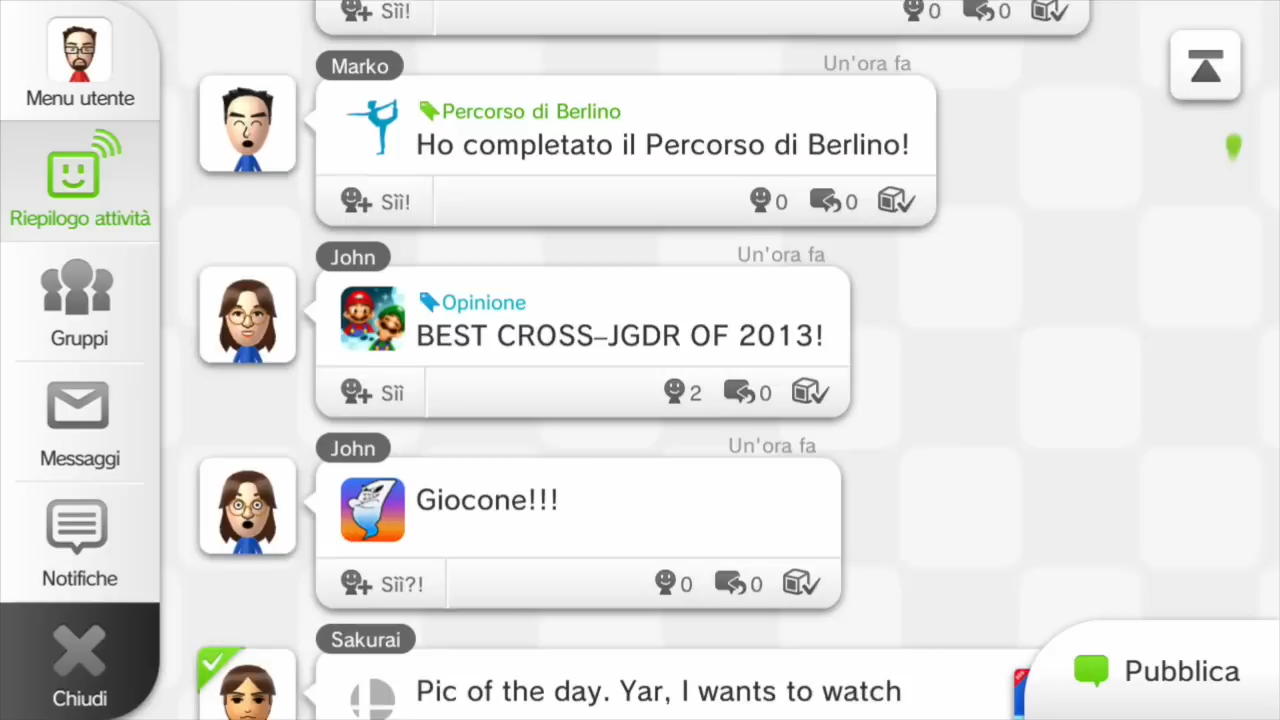 Sìì!
0
0
Menu utente
Riepilogo attività
Gruppi
Messaggi
Notifiche
Chiudi
Marko
Un'ora fa
Percorso di Berlino
Ho completato il Percorso di Berlino!
Sìì!
0
0
John
Un'ora fa
Opinione
BEST CROSS–JGDR OF 2013!
Sìì
2
0
John
Un'ora fa
Giocone!!!
Sìì?!
0
0
Sakurai
Pic of the day. Yar, I wants to watch
Pubblica